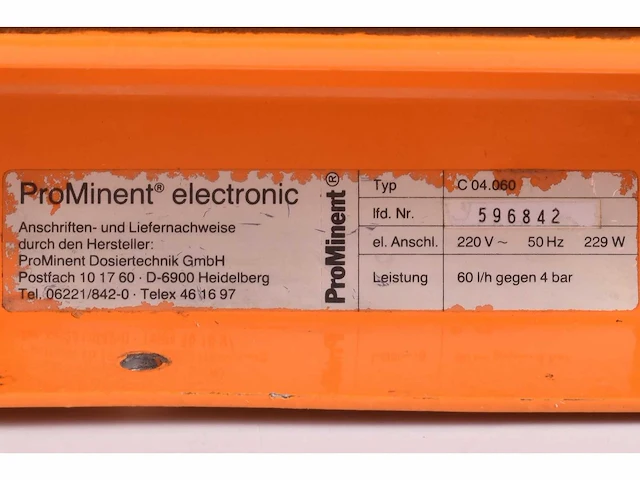 ProMinent® electronic
Anschriften- und Liefernachweise
durch den Hersteller:
ProMinent Dosiertechnik GmbH
Postfach 10 17 60 · D-6900 Heidelberg
Tel. 06221/842-0 · Telex 46 16 97
ProMinent®
Typ C 04.060
lfd. Nr. 596842
el. Anschl. 220 V ~ 50 Hz 229 W
Leistung 60 l/h gegen 4 bar